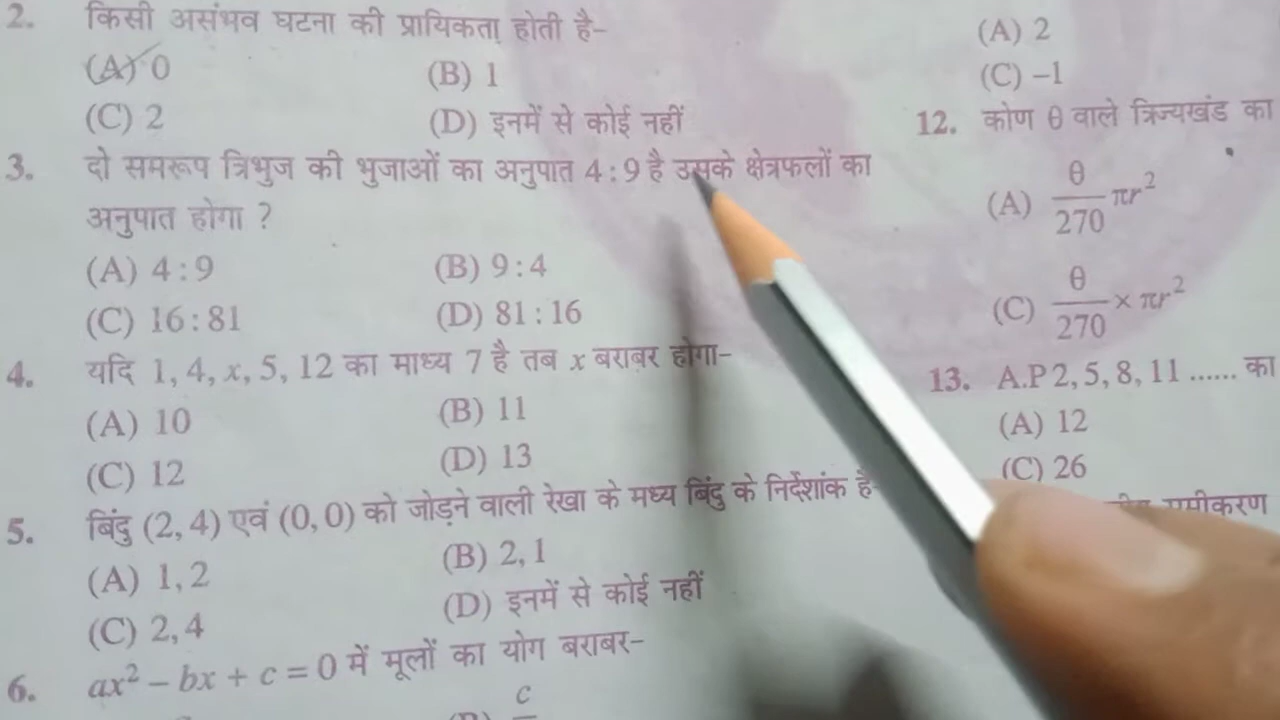 2. किसी असंभव घटना की प्रायिकता होती है-
(A) 0 (B) 1
(C) 2 (D) इनमें से कोई नहीं
3. दो समरूप त्रिभुज की भुजाओं का अनुपात 4 : 9 है उसके क्षेत्रफलों का
अनुपात होगा ?
(A) 4 : 9 (B) 9 : 4
(C) 16 : 81 (D) 81 : 16
4. यदि 1, 4, x, 5, 12 का माध्य 7 है तब x बराबर होगा-
(A) 10 (B) 11
(C) 12 (D) 13
5. बिंदु (2, 4) एवं (0, 0) को जोड़ने वाली रेखा के मध्य बिंदु के निर्देशांक है
(A) 1, 2 (B) 2, 1
(C) 2, 4 (D) इनमें से कोई नहीं
6. ax² − bx + c = 0 में मूलों का योग बराबर-
c
(A) 2
(C) −1
12. कोण θ वाले त्रिज्यखंड का
(A) θ/270 πr²
(C) θ/270 × πr²
13. A.P 2, 5, 8, 11 ...... का
(A) 12
(C) 26